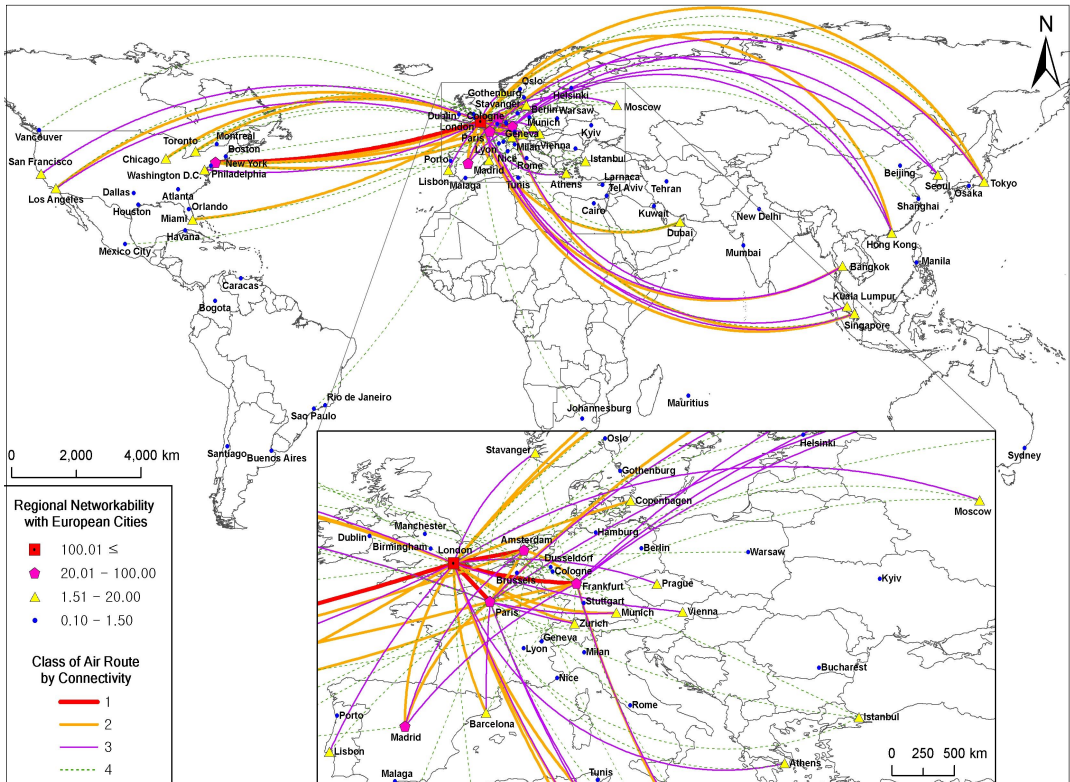 N
Oslo
Gothenburg
Helsinki
Stavanger
Moscow
Berlin
Warsaw
Dublin
Cologne
London
Munich
Kyiv
Paris
Geneva
Lyon
Milan
Vienna
Nice
Rome
Istanbul
Porto
Madrid
Lisbon
Malaga
Tunis
Athens
Larnaca
Tel Aviv
Tehran
Cairo
Kuwait
Dubai
New Delhi
Mumbai
Beijing
Seoul
Tokyo
Osaka
Shanghai
Hong Kong
Manila
Bangkok
Kuala Lumpur
Singapore
Vancouver
Toronto
Montreal
Boston
San Francisco
Chicago
New York
Washington D.C.
Philadelphia
Los Angeles
Dallas
Atlanta
Houston
Orlando
Miami
Havana
Mexico City
Caracas
Bogota
Rio de Janeiro
Sao Paulo
Santiago
Buenos Aires
Johannesburg
Mauritius
Sydney
0 2,000 4,000 km
Regional Networkability
with European Cities
100.01 ≤
20.01 - 100.00
1.51 - 20.00
0.10 - 1.50
Class of Air Route
by Connectivity
1
2
3
4
Oslo
Helsinki
Stavanger
Gothenburg
Copenhagen
Moscow
Manchester
Dublin
Birmingham
London
Amsterdam
Hamburg
Berlin
Warsaw
Dusseldorf
Cologne
Brussels
Frankfurt
Prague
Kyiv
Stuttgart
Paris
Munich
Vienna
Zurich
Geneva
Lyon
Milan
Bucharest
Nice
Rome
Porto
Madrid
Barcelona
Istanbul
Lisbon
Malaga
Tunis
Athens
0 250 500 km